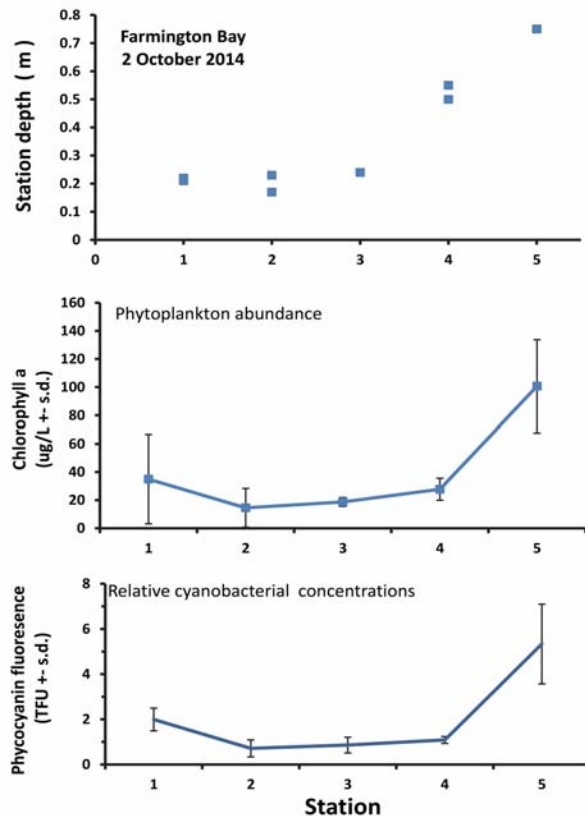 Farmington Bay
2 October 2014
Station depth ( m )
0.8
0.7
0.6
0.5
0.4
0.3
0.2
0.1
0
0 1 2 3 4 5
Phytoplankton abundance
Chlorophyll a
(ug/L +- s.d.)
160
140
120
100
80
60
40
20
0
1 2 3 4 5
Relative cyanobacterial concentrations
Phycocyanin fluoresence
(TFU +- s.d.)
8
6
4
2
0
1 2 3 4 5
Station